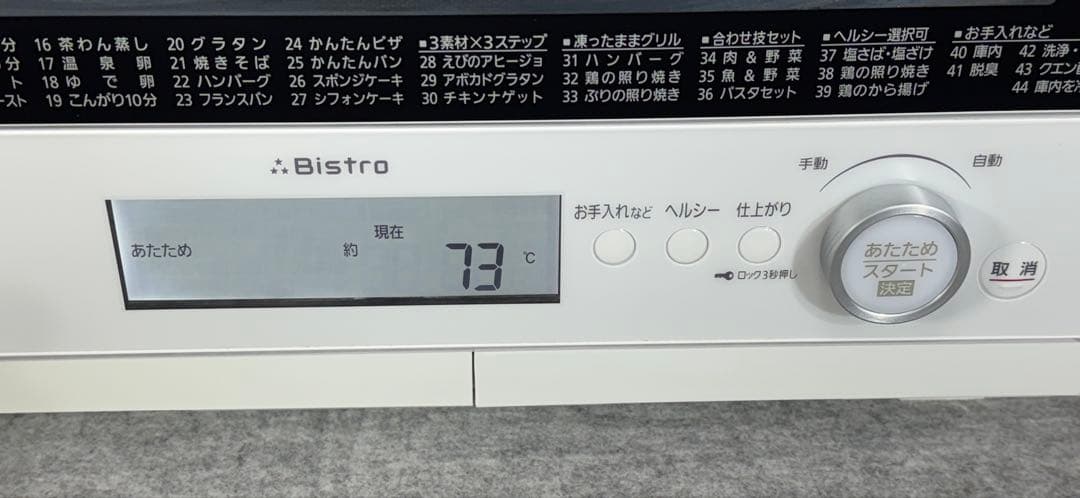 分 16 茶わん蒸し 20 グラタン 24 かんたんピザ ■3素材×3ステップ ■凍ったままグリル ■合わせ技セット ■ヘルシー選択可 ■お手入れなど
分 17 温泉卵 21 焼きそば 25 かんたんパン 28 えびのアヒージョ 31 ハンバーグ 34 肉&野菜 37 塩さば・塩ざけ 40 庫内 42 洗浄・
ト 18 ゆで卵 22 ハンバーグ 26 スポンジケーキ 29 アボカドグラタン 32 鶏の照り焼き 35 魚&野菜 38 鶏の照り焼き 41 脱臭 43 クエン
ースト 19 こんがり10分 23 フランスパン 27 シフォンケーキ 30 チキンナゲット 33 ぶりの照り焼き 36 パスタセット 39 鶏のから揚げ 44 庫内を
Bistro
手動 自動
お手入れなど ヘルシー 仕上がり
あたため 約 現在 73 ℃
ロック3秒押し
あたため
スタート
決定
取消